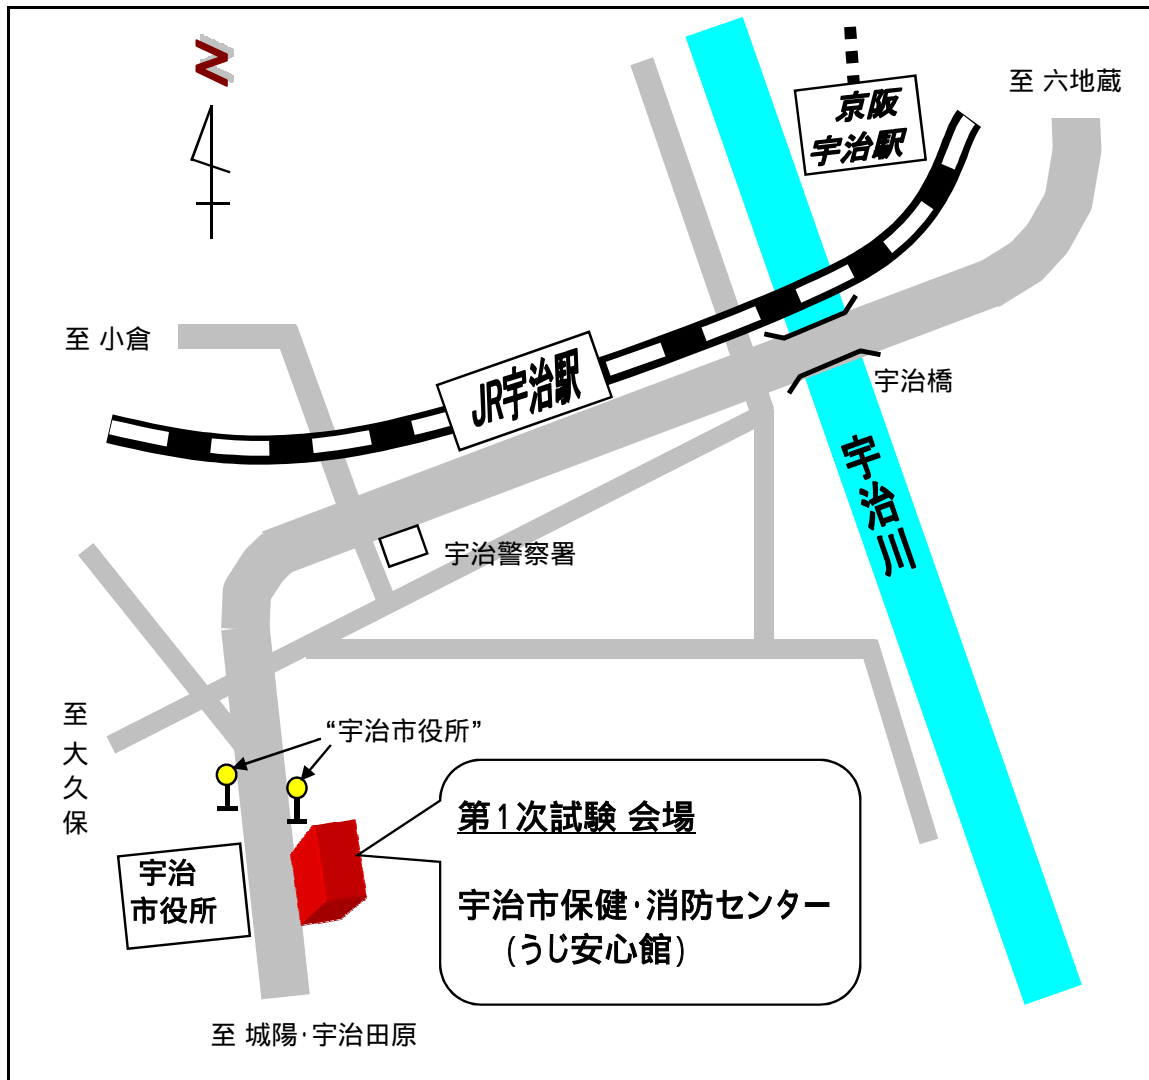 N
至 六地蔵
京阪
宇治駅
至 小倉
JR宇治駅
宇治橋
宇治川
宇治警察署
至 大久保
“宇治市役所”
第1次試験 会場
宇治市保健・消防センター
(うじ安心館)
宇治
市役所
至 城陽・宇治田原